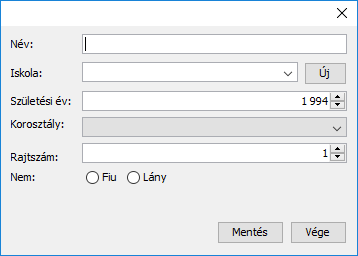 Név:
Iskola: Új
Születési év: 1 994
Korosztály:
Rajtszám: 1
Nem: Fiu Lány
Mentés Vége